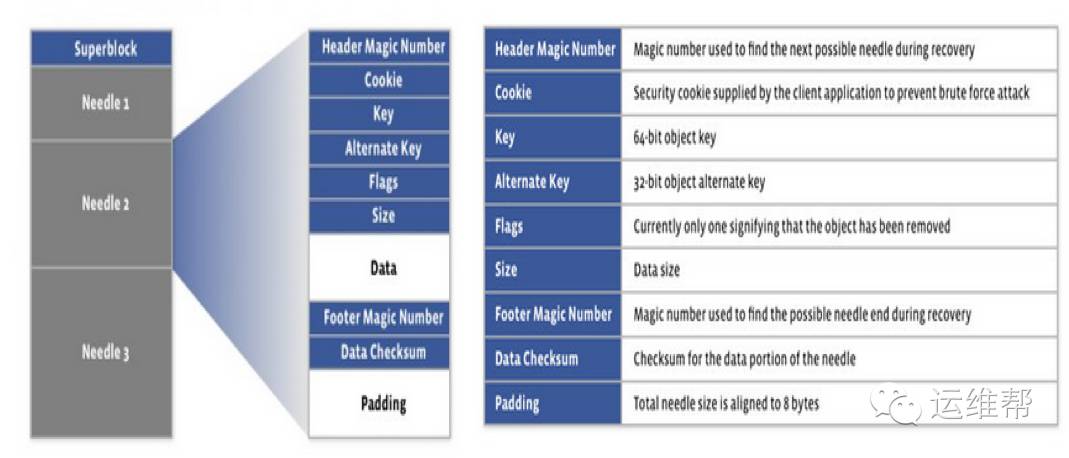 Superblock
Needle 1
Needle 2
Needle 3
Header Magic Number
Cookie
Key
Alternate Key
Flags
Size
Data
Footer Magic Number
Data Checksum
Padding
Header Magic Number Magic number used to find the next possible needle during recovery
Cookie Security cookie supplied by the client application to prevent brute force attack
Key 64-bit object key
Alternate Key 32-bit object alternate key
Flags Currently only one signifying that the object has been removed
Size Data size
Footer Magic Number Magic number used to find the possible needle end during recovery
Data Checksum Checksum for the data portion of the needle
Padding Total needle size is aligned to 8 bytes
运维帮